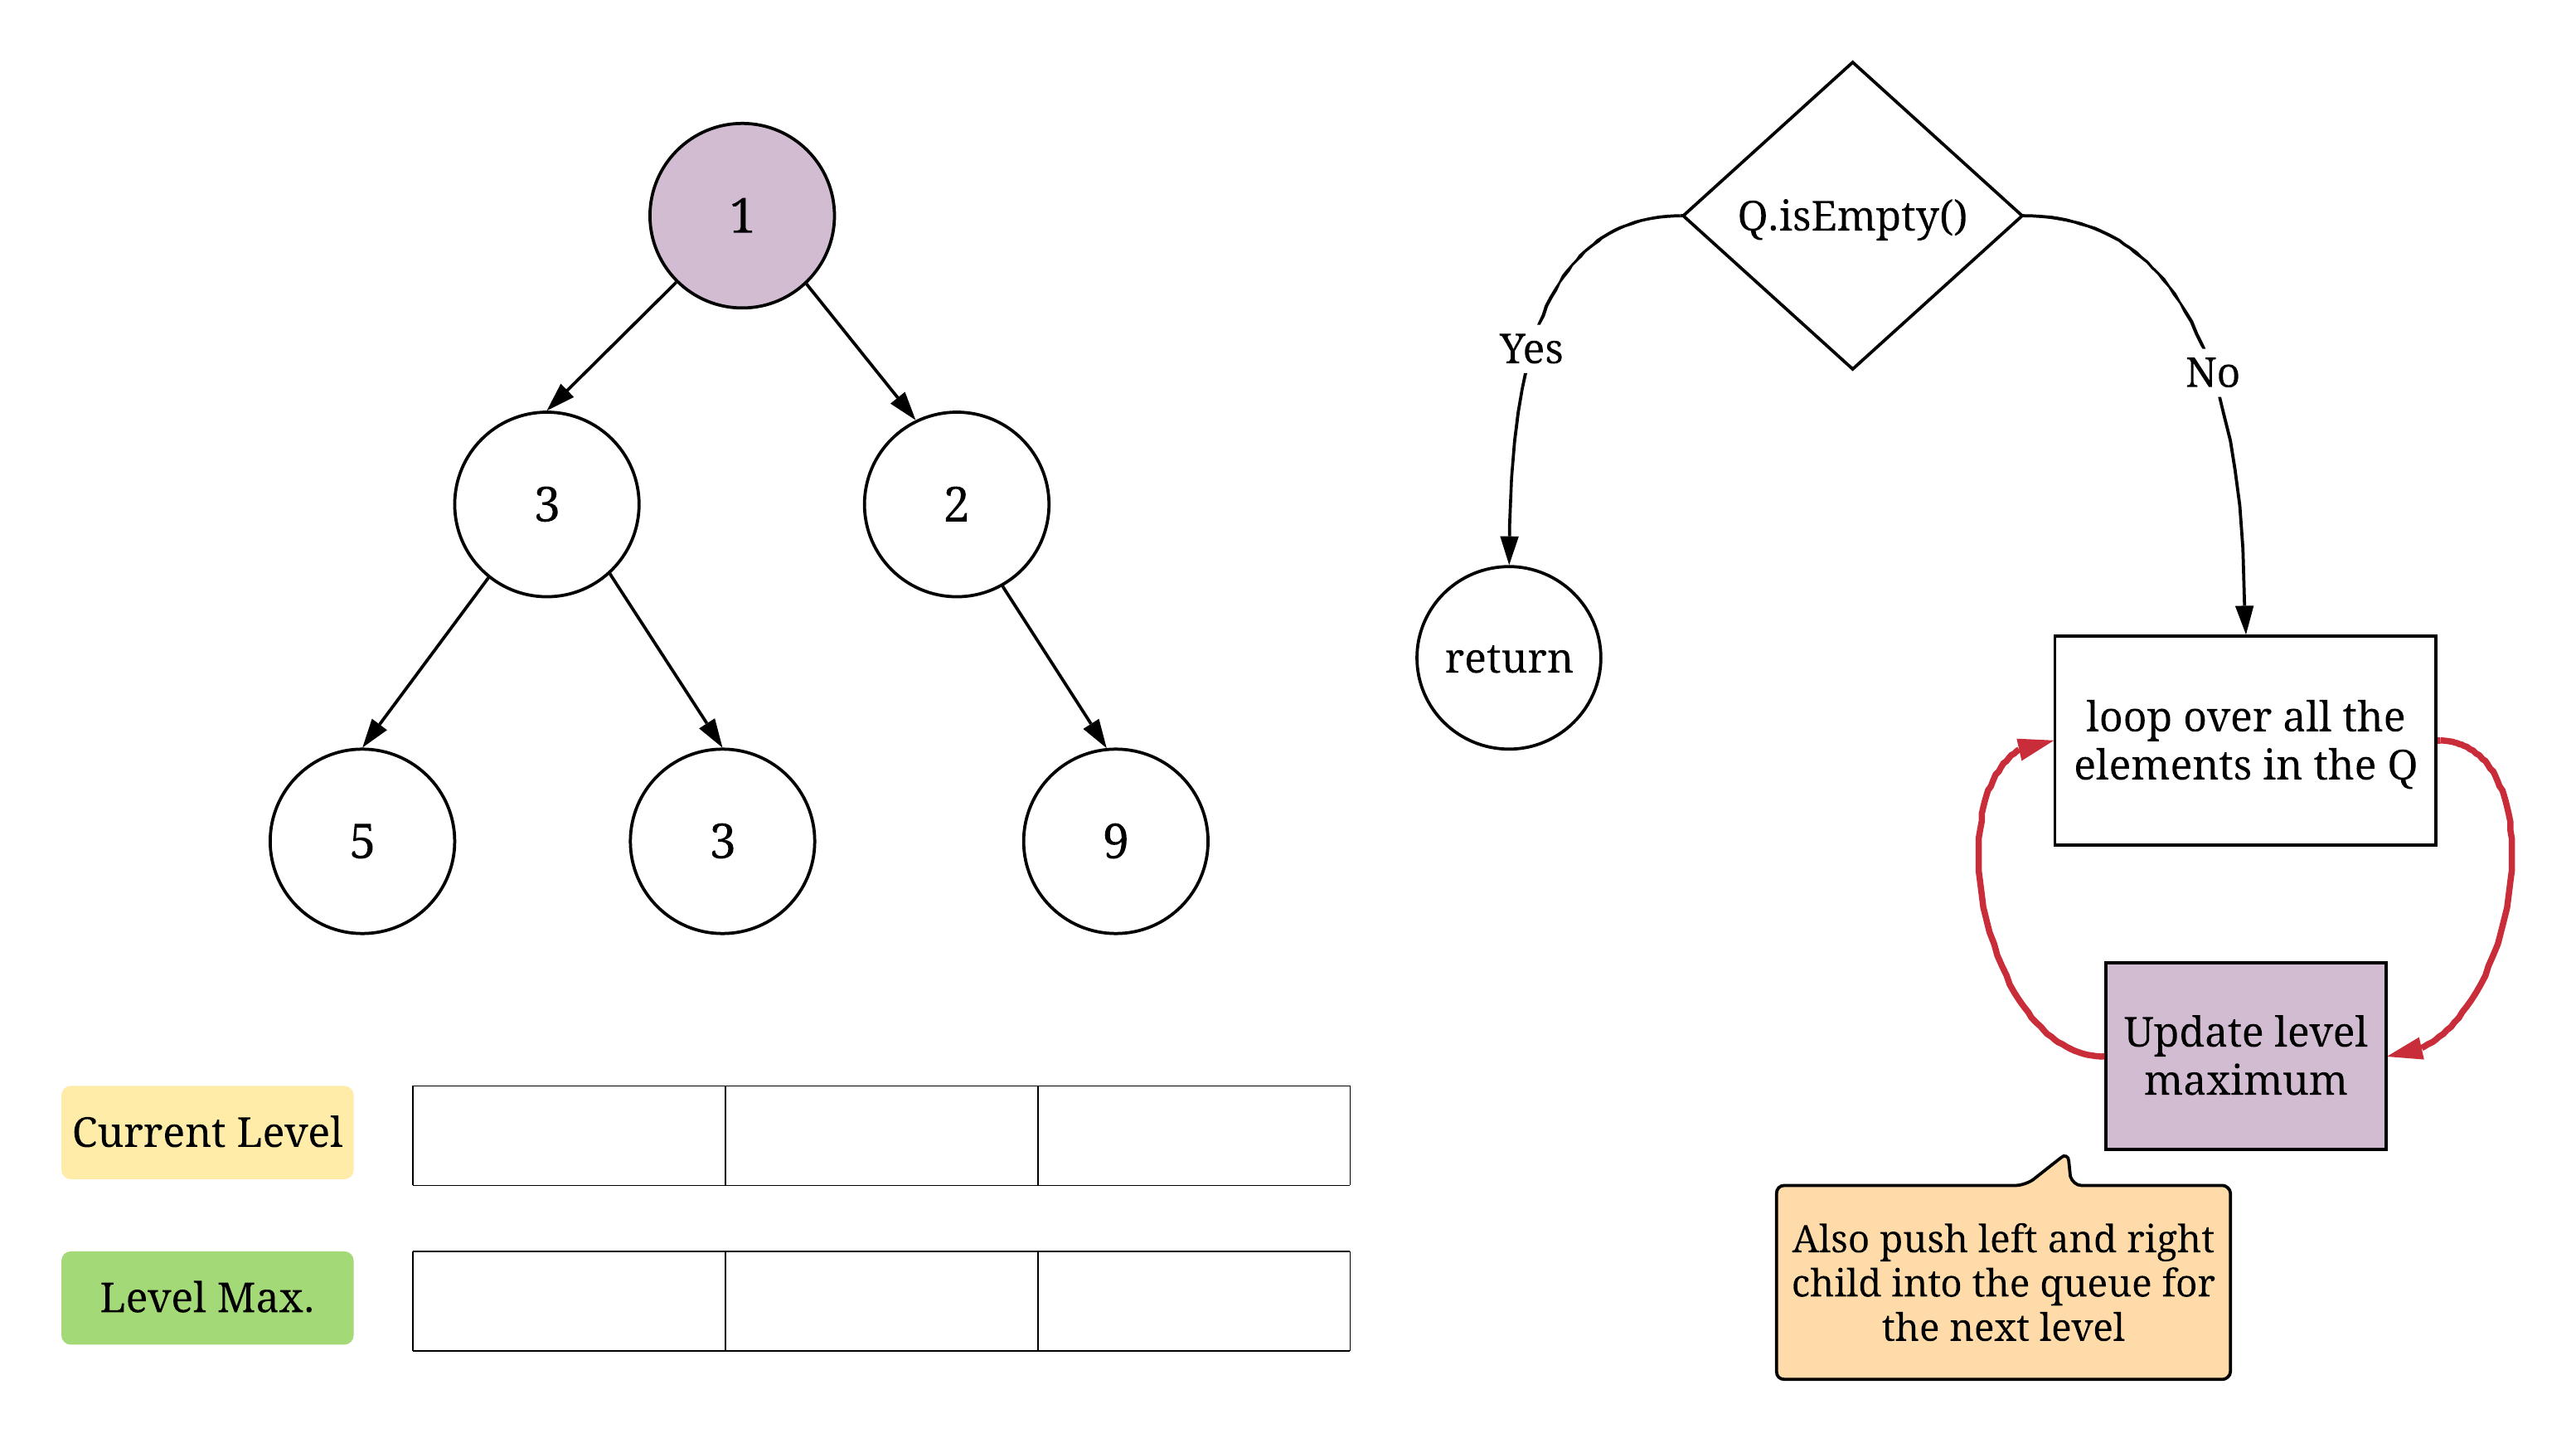 1
3
2
5
3
9
Current Level
Level Max.
Q.isEmpty()
Yes
No
return
loop over all the
elements in the Q
Update level
maximum
Also push left and right
child into the queue for
the next level